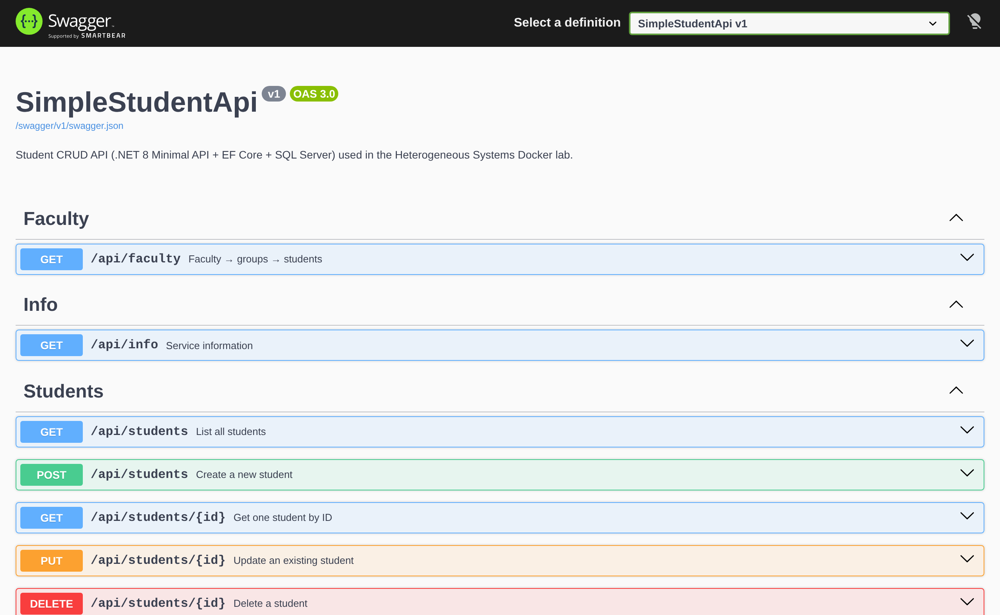 Swagger™
Supported by SMARTBEAR
Select a definition
SimpleStudentApi v1
SimpleStudentApi v1 OAS 3.0
/swagger/v1/swagger.json
Student CRUD API (.NET 8 Minimal API + EF Core + SQL Server) used in the Heterogeneous Systems Docker lab.
Faculty
GET /api/faculty Faculty → groups → students
Info
GET /api/info Service information
Students
GET /api/students List all students
POST /api/students Create a new student
GET /api/students/{id} Get one student by ID
PUT /api/students/{id} Update an existing student
DELETE /api/students/{id} Delete a student